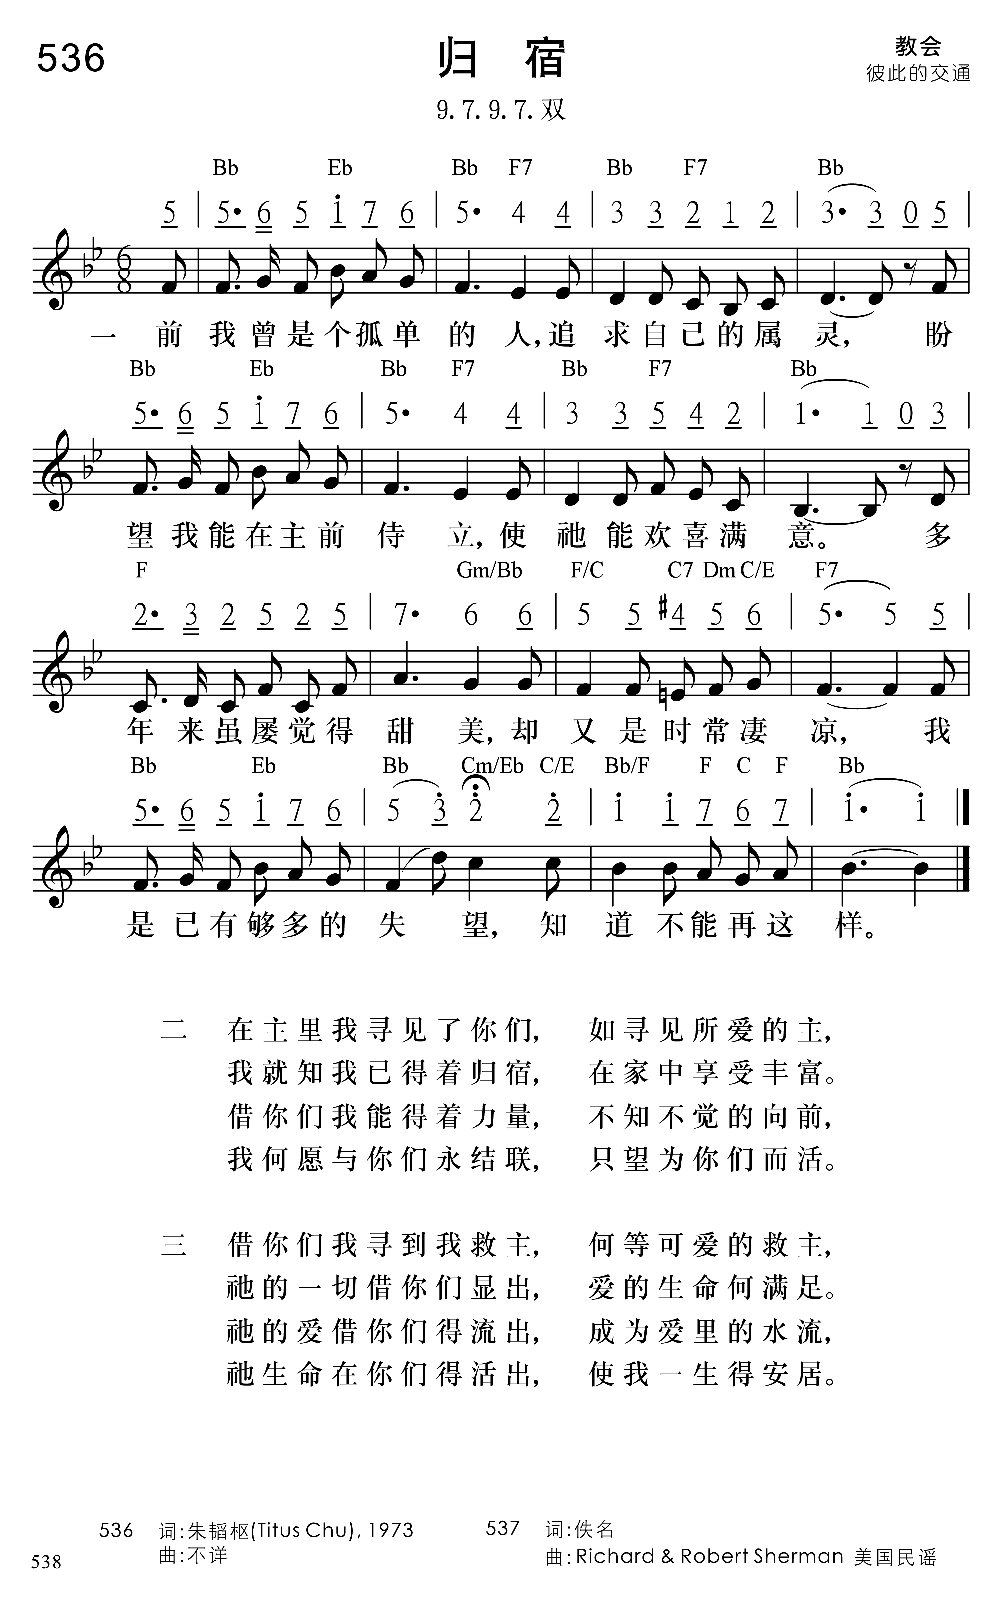 536 归 宿 教会
彼此的交通
9.7.9.7.双
Bb Eb Bb F7 Bb F7 Bb
5 | 5• 6 5 i 7 6 | 5• 4 4 | 3 3 2 1 2 | 3• 3 0 5 |
6
8
一 前我曾是个孤单的人,追求自己的属灵, 盼
Bb Eb Bb F7 Bb F7 Bb
5• 6 5 i 7 6 | 5• 4 4 | 3 3 5 4 2 | 1• 1 0 3 |
望我能在主前侍立,使祂能欢喜满意。 多
F Gm/Bb F/C C7 Dm C/E F7
2• 3 2 5 2 5 | 7• 6 6 | 5 5 #4 5 6 | 5• 5 5 |
年来虽屡觉得甜美,却又是时常凄凉, 我
Bb Eb Bb Cm/Eb C/E Bb/F F C F Bb
5• 6 5 i 7 6 | 5 3̇ 2̇ 2̇ | i i 7 6 7 | i• i ‖
是已有够多的失望,知道不能再这样。
二 在主里我寻见了你们, 如寻见所爱的主,
我就知我已得着归宿, 在家中享受丰富。
借你们我能得着力量, 不知不觉的向前,
我何愿与你们永结联, 只望为你们而活。
三 借你们我寻到我救主, 何等可爱的救主,
祂的一切借你们显出, 爱的生命何满足。
祂的爱借你们得流出, 成为爱里的水流,
祂生命在你们得活出, 使我一生得安居。
536 词:朱韬枢(Titus Chu), 1973 537 词:佚名
曲:不详 曲:Richard & Robert Sherman 美国民谣
538